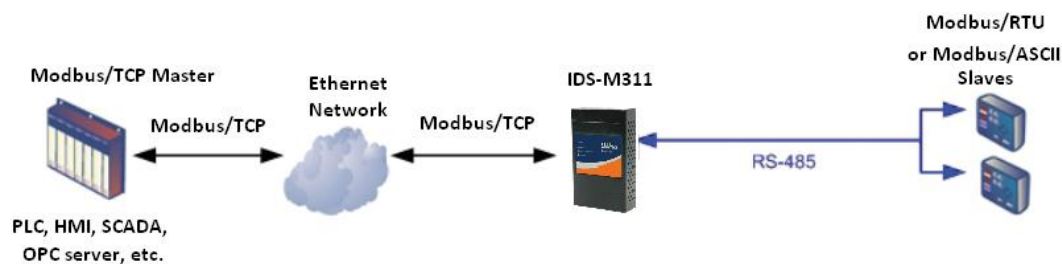 Modbus/TCP Master
Modbus/TCP
PLC, HMI, SCADA,
OPC server, etc.
Ethernet
Network
Modbus/TCP
IDS-M311
RS-485
Modbus/RTU
or Modbus/ASCII
Slaves